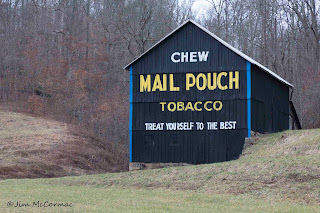 CHEW
MAIL POUCH
TOBACCO
TREAT YOURSELF TO THE BEST
©Jim McCormac